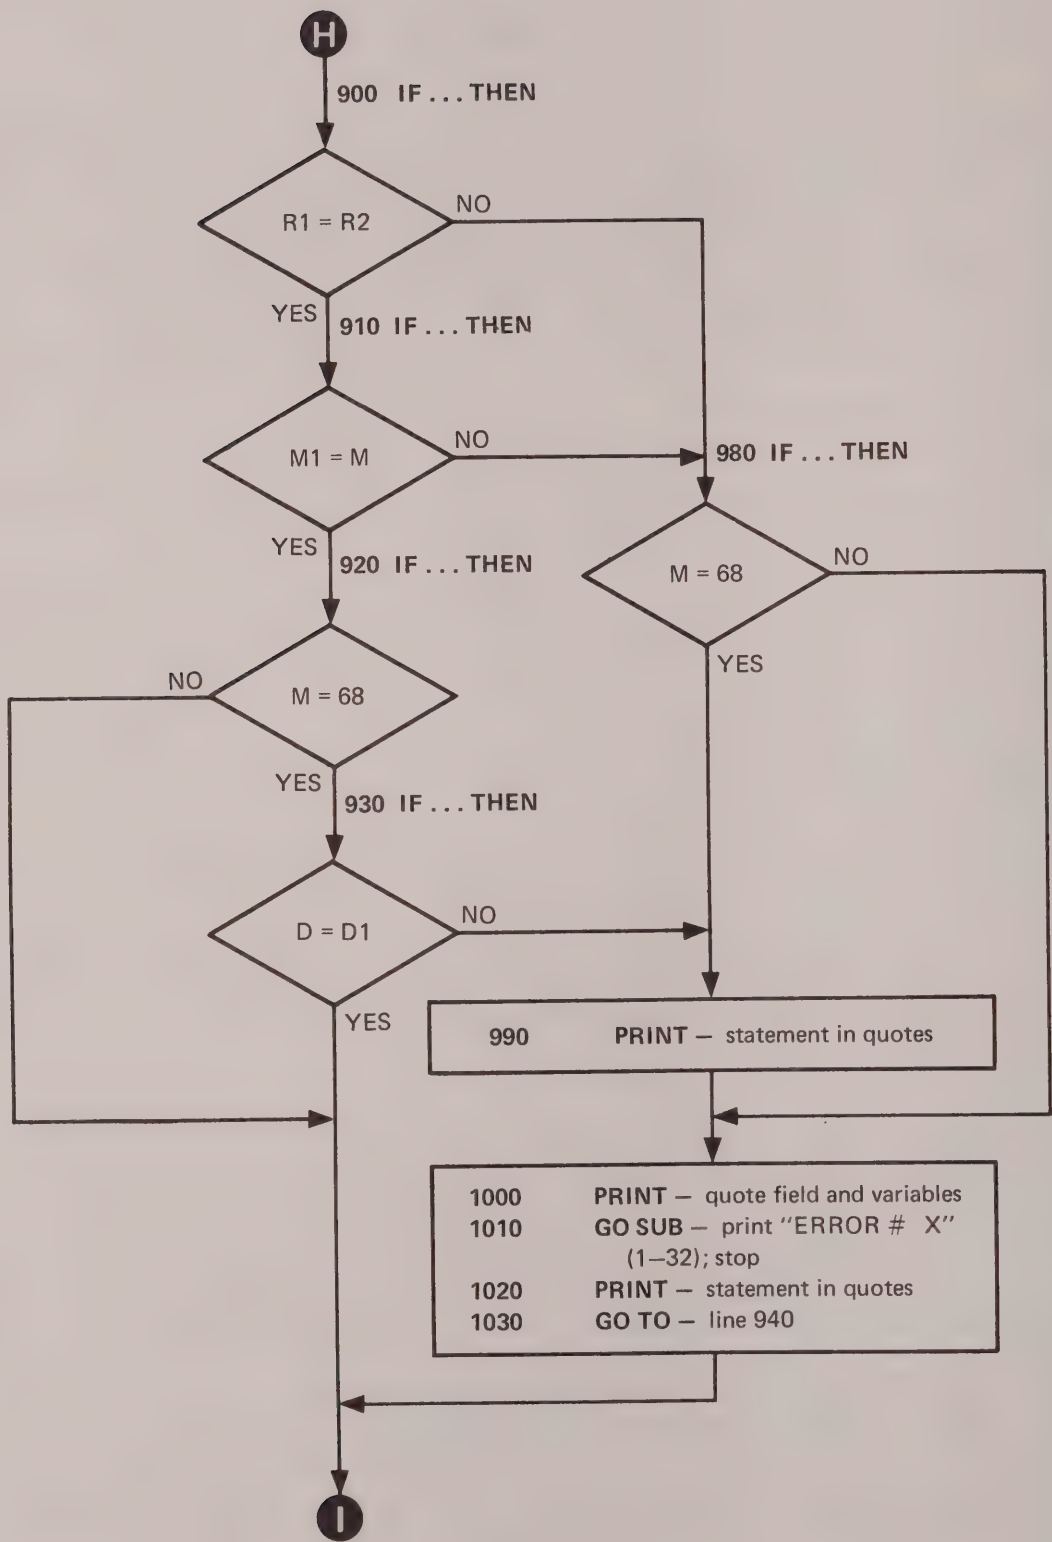 H
900 IF . . . THEN
R1 = R2
NO
YES
910 IF . . . THEN
M1 = M
NO
980 IF . . . THEN
YES
920 IF . . . THEN
M = 68
NO
YES
NO
M = 68
YES
930 IF . . . THEN
D = D1
NO
YES
990 PRINT — statement in quotes
1000 PRINT — quote field and variables
1010 GO SUB — print “ERROR # X”
(1–32); stop
1020 PRINT — statement in quotes
1030 GO TO — line 940
I